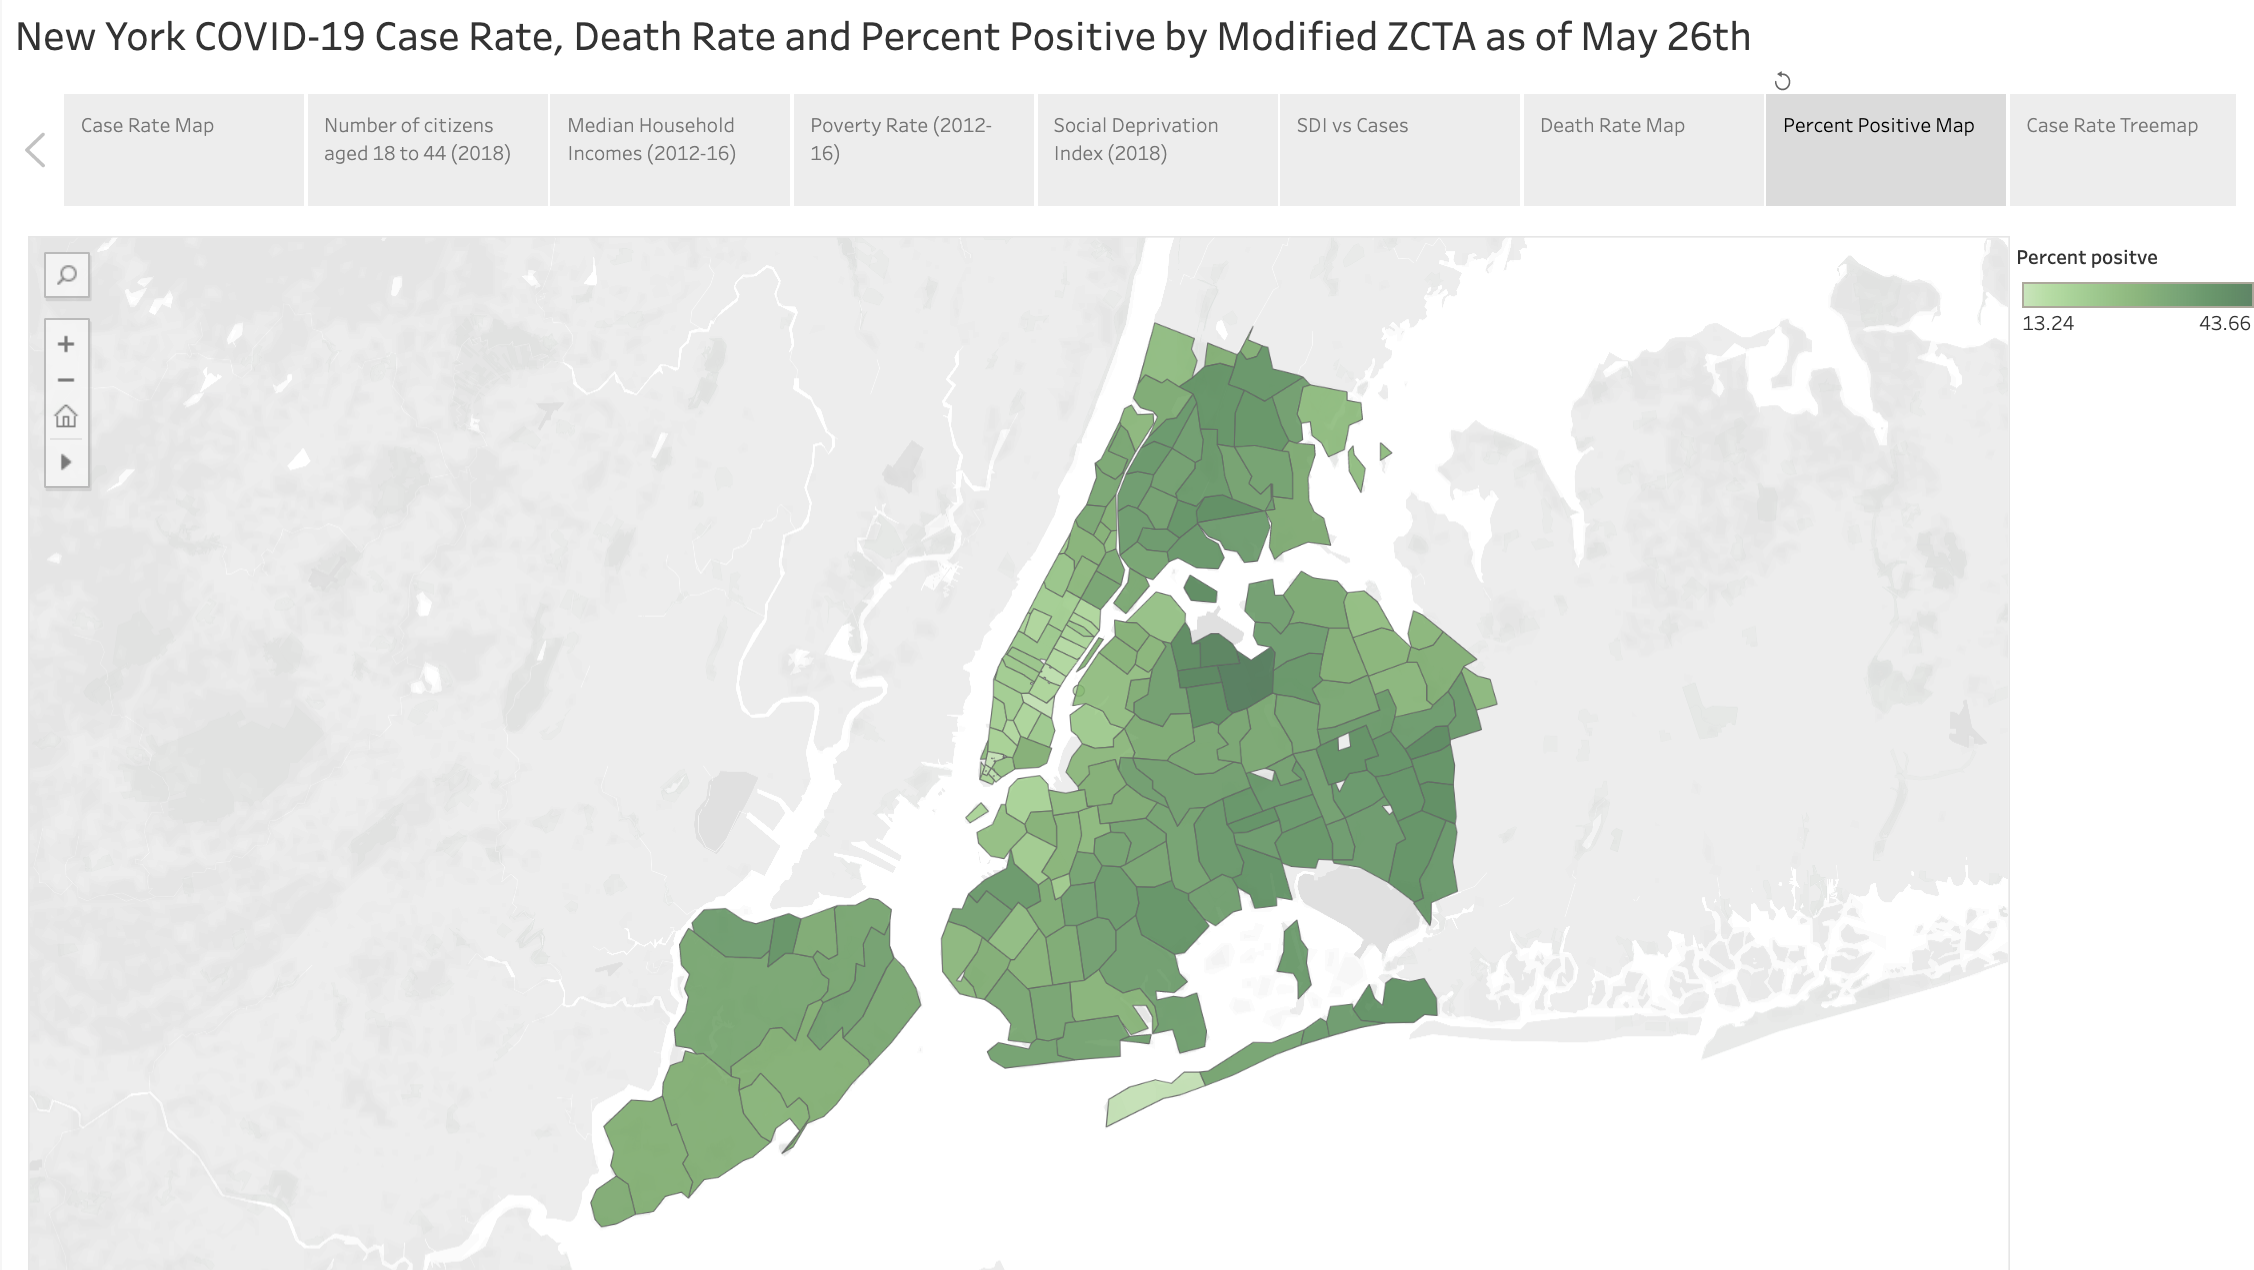 New York COVID-19 Case Rate, Death Rate and Percent Positive by Modified ZCTA as of May 26th
Case Rate Map
Number of citizens
aged 18 to 44 (2018)
Median Household
Incomes (2012-16)
Poverty Rate (2012-
16)
Social Deprivation
Index (2018)
SDI vs Cases
Death Rate Map
Percent Positive Map
Case Rate Treemap
Percent positve
13.24
43.66